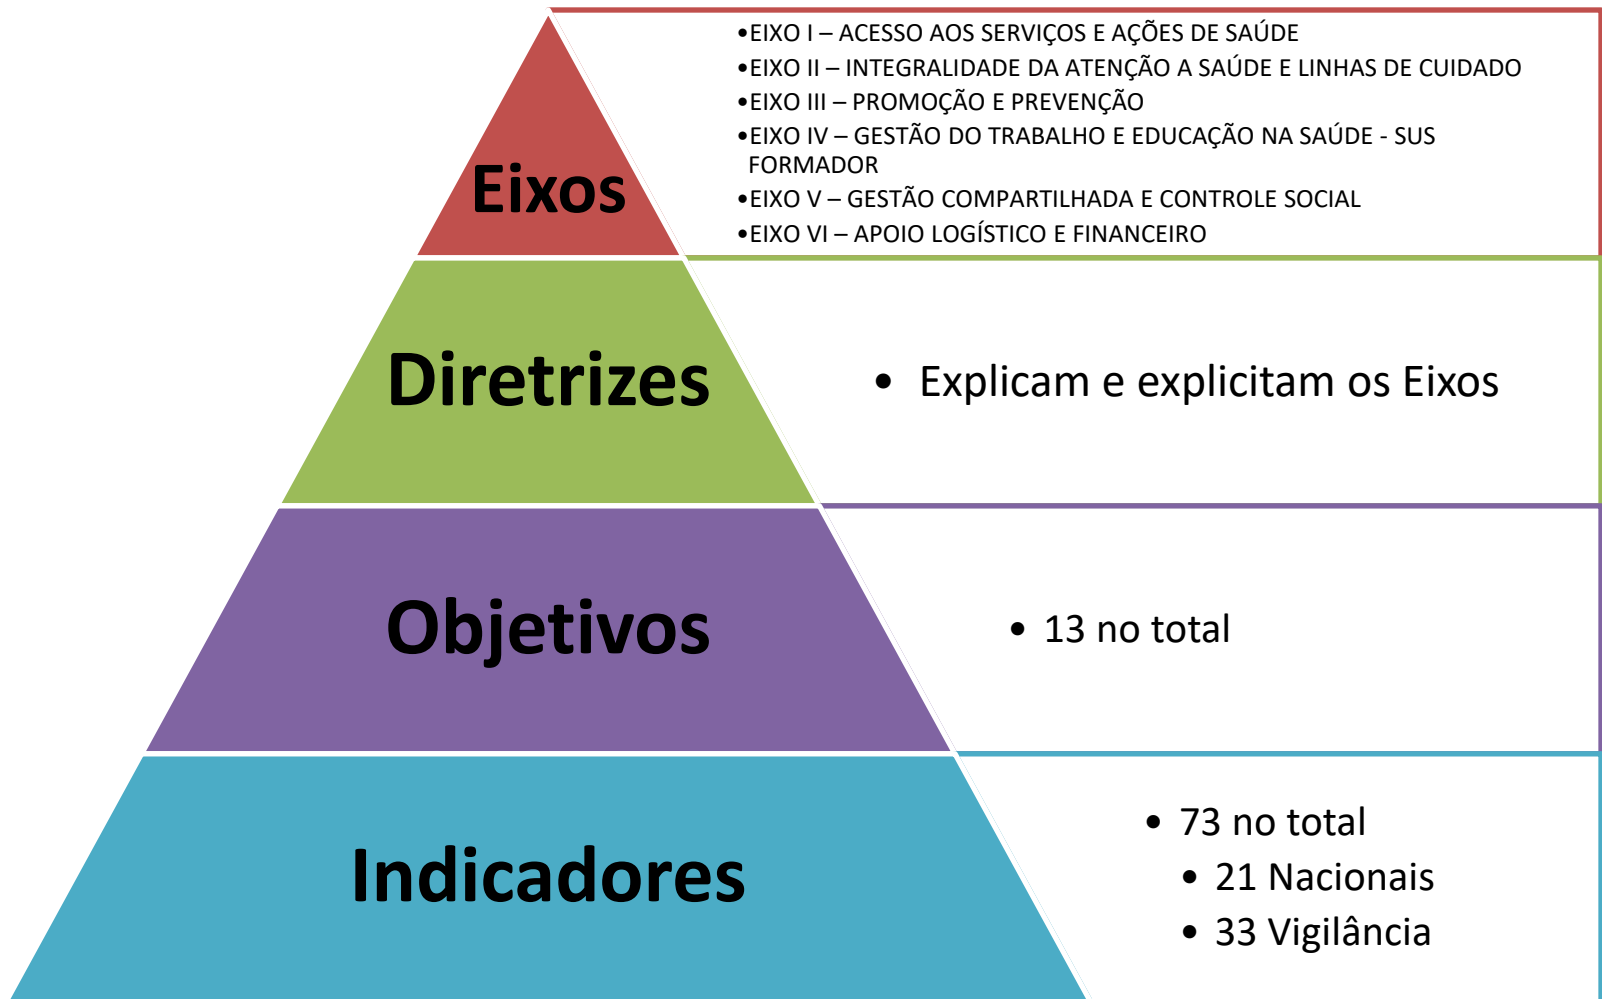 •EIXO I – ACESSO AOS SERVIÇOS E AÇÕES DE SAÚDE
•EIXO II – INTEGRALIDADE DA ATENÇÃO A SAÚDE E LINHAS DE CUIDADO
•EIXO III – PROMOÇÃO E PREVENÇÃO
•EIXO IV – GESTÃO DO TRABALHO E EDUCAÇÃO NA SAÚDE - SUS
FORMADOR
•EIXO V – GESTÃO COMPARTILHADA E CONTROLE SOCIAL
•EIXO VI – APOIO LOGÍSTICO E FINANCEIRO
Eixos
Diretrizes
• Explicam e explicitam os Eixos
Objetivos
• 13 no total
Indicadores
• 73 no total
• 21 Nacionais
• 33 Vigilância